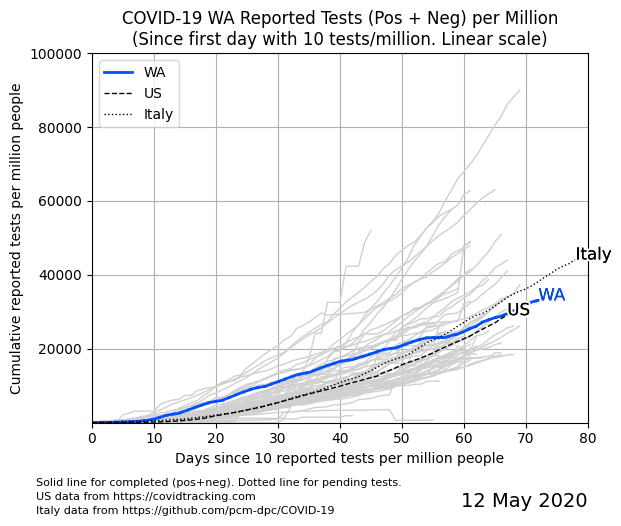 COVID-19 WA Reported Tests (Pos + Neg) per Million
(Since first day with 10 tests/million. Linear scale)
100000
80000
60000
40000
20000
Cumulative reported tests per million people
WA
US
Italy
Italy
WA
US
0 10 20 30 40 50 60 70 80
Days since 10 reported tests per million people
Solid line for completed (pos+neg). Dotted line for pending tests.
US data from https://covidtracking.com
Italy data from https://github.com/pcm-dpc/COVID-19
12 May 2020